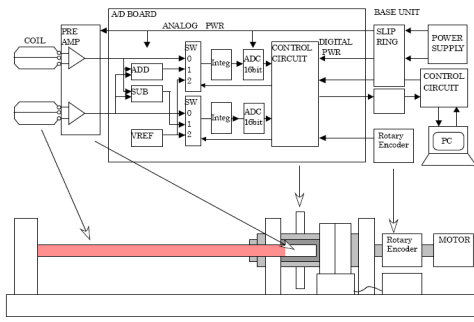 COIL
PRE
AMP
A/D BOARD
ANALOG PWR
BASE UNIT
SW
0
1
2
Integ
ADC
16bit
CONTROL
CIRCUIT
DIGITAL
PWR
SLIP
RING
POWER
SUPPLY
ADD
SUB
VREF
SW
0
1
2
Integ
ADC
16bit
CONTROL
CIRCUIT
Rotary
Encoder
PC
Rotary
Encoder
MOTOR